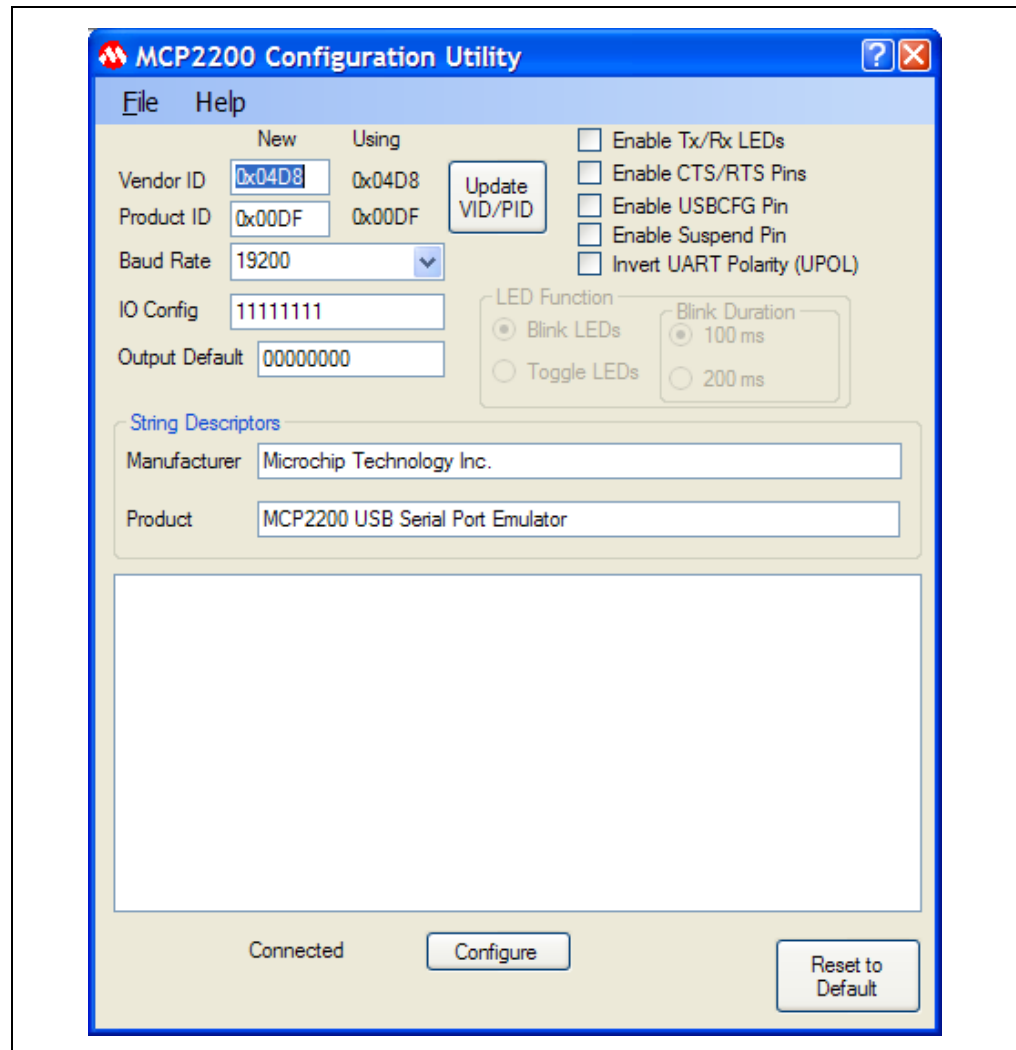 MCP2200 Configuration Utility
File Help
New Using
Vendor ID 0x04D8 0x04D8
Product ID 0x00DF 0x00DF
Update
VID/PID
Baud Rate 19200
IO Config 11111111
Output Default 00000000
Enable Tx/Rx LEDs
Enable CTS/RTS Pins
Enable USBCFG Pin
Enable Suspend Pin
Invert UART Polarity (UPOL)
LED Function
Blink LEDs
Toggle LEDs
Blink Duration
100 ms
200 ms
String Descriptors
Manufacturer Microchip Technology Inc.
Product MCP2200 USB Serial Port Emulator
Connected Configure
Reset to
Default